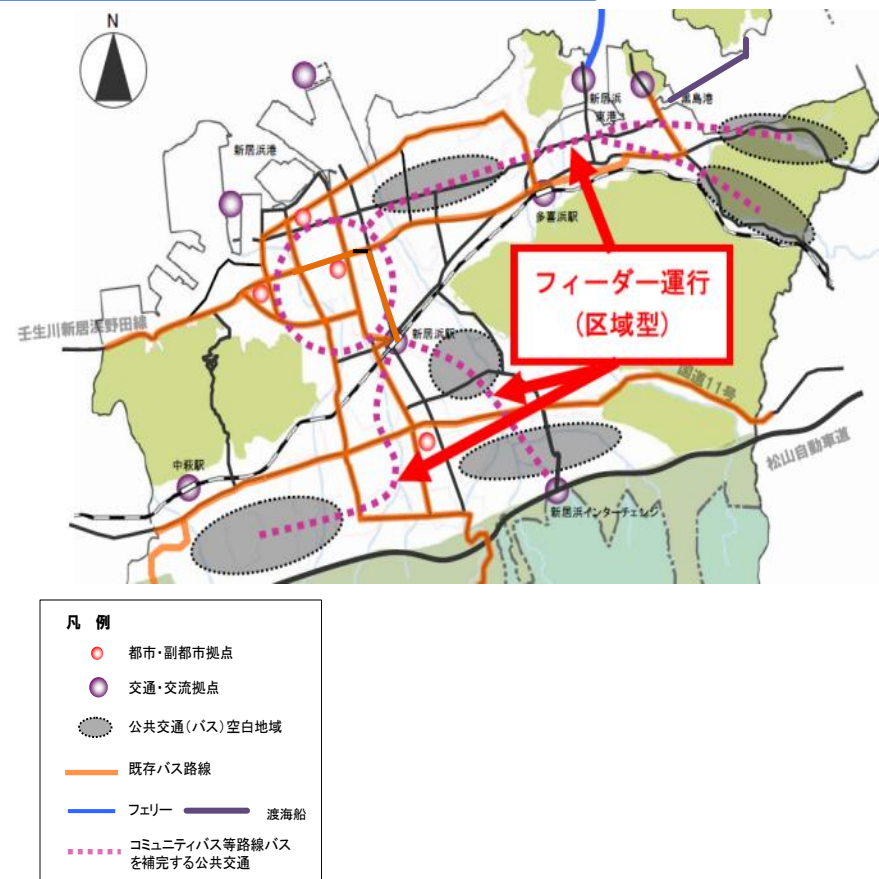 N
新居浜港
新居浜
東港
黒島港
多喜浜駅
フィーダー運行
(区域型)
壬生川新居浜野田線
新居浜駅
国道11号
中萩駅
松山自動車道
新居浜インターチェンジ
凡 例
都市・副都市拠点
交通・交流拠点
公共交通(バス)空白地域
既存バス路線
フェリー
渡海船
コミュニティバス等路線バス
を補完する公共交通